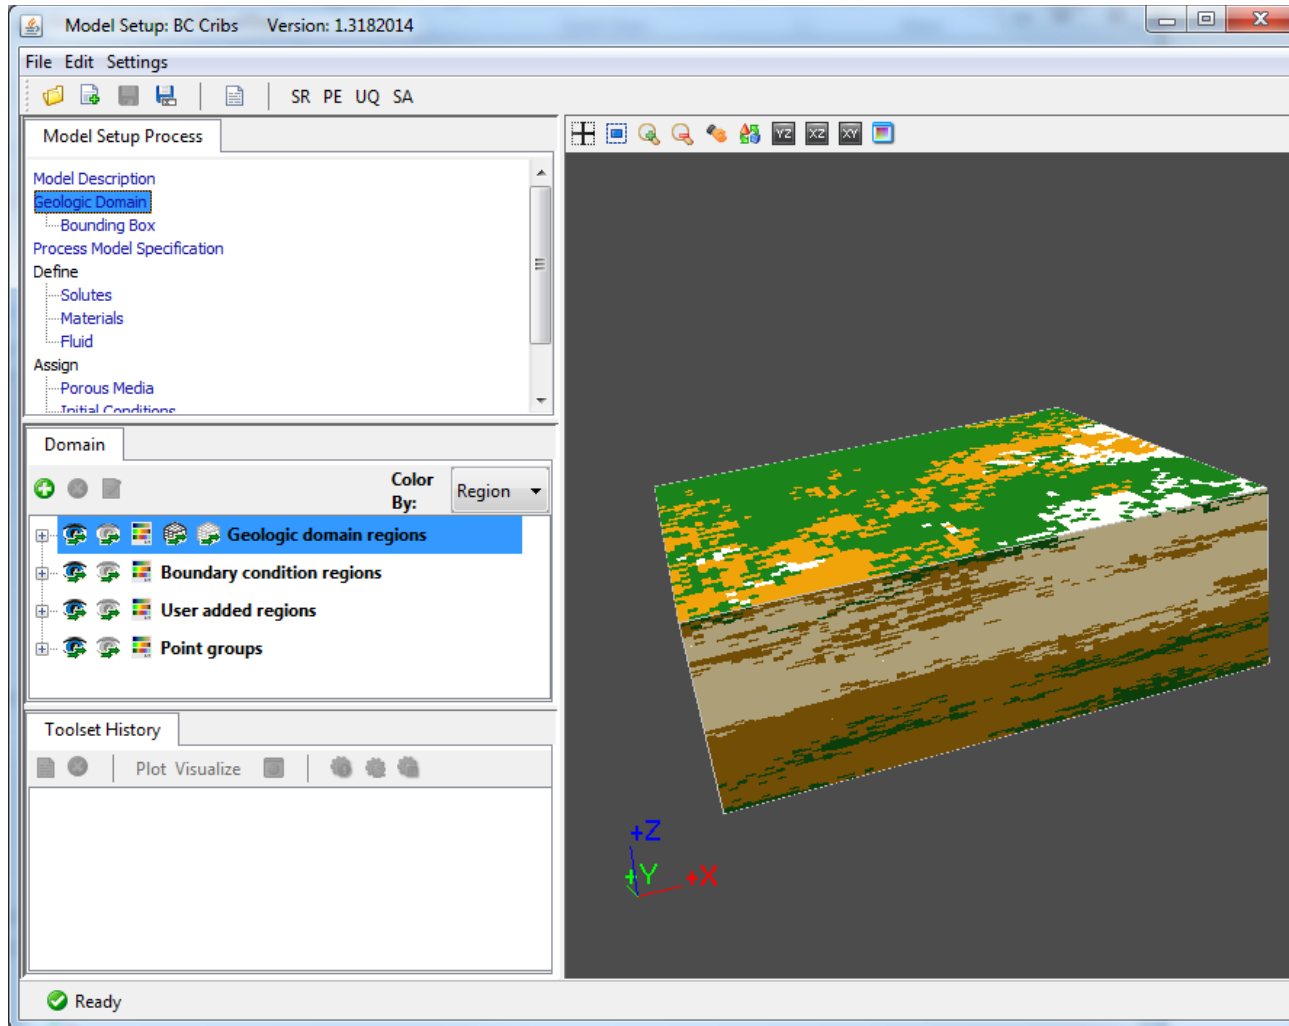 Model Setup: BC Cribs Version: 1.3182014
File Edit Settings
SR PE UQ SA
Model Setup Process
YZ XZ XY
Model Description
Geologic Domain
Bounding Box
Process Model Specification
Define
Solutes
Materials
Fluid
Assign
Porous Media
Initial Conditions
Domain
Color
By:
Region
Geologic domain regions
Boundary condition regions
User added regions
Point groups
Toolset History
Plot Visualize
+Z
+Y
+X
Ready